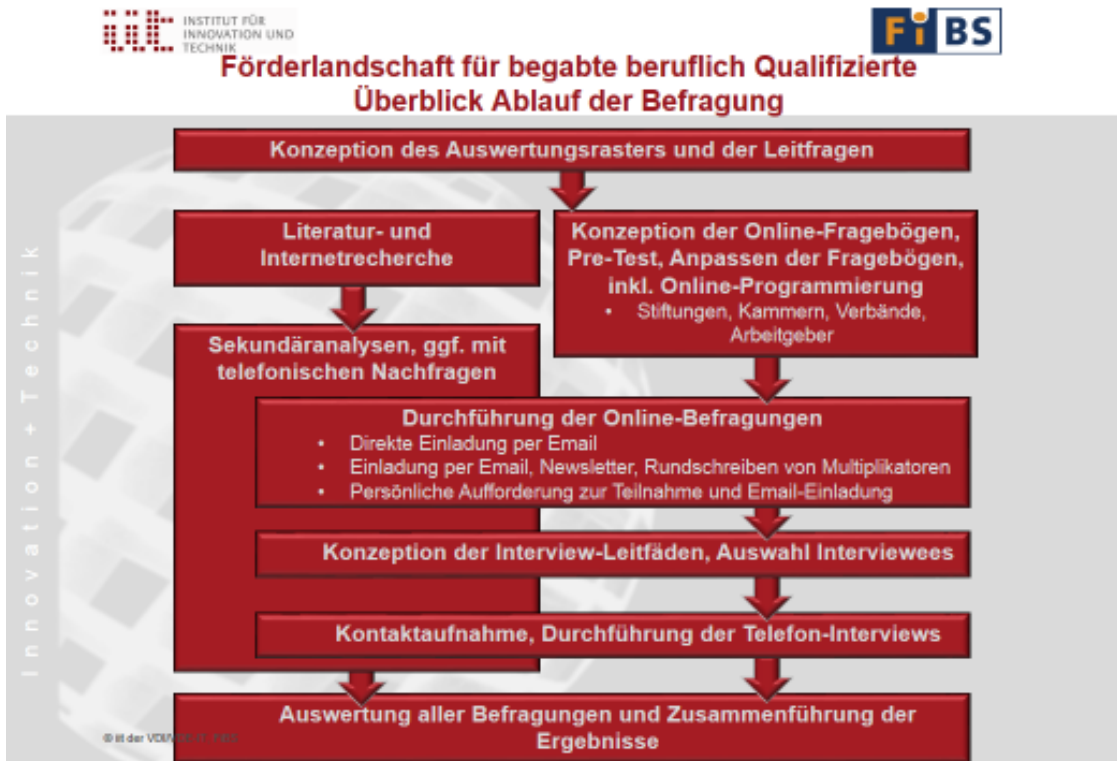 iit INSTITUT FÜR
INNOVATION UND
TECHNIK
FiBS
Förderlandschaft für begabte beruflich Qualifizierte
Überblick Ablauf der Befragung
Konzeption des Auswertungsrasters und der Leitfragen
Literatur- und
Internetrecherche
Konzeption der Online-Fragebögen,
Pre-Test, Anpassen der Fragebögen,
inkl. Online-Programmierung
• Stiftungen, Kammern, Verbände,
Arbeitgeber
Sekundäranalysen, ggf. mit
telefonischen Nachfragen
Durchführung der Online-Befragungen
• Direkte Einladung per Email
• Einladung per Email, Newsletter, Rundschreiben von Multiplikatoren
• Persönliche Aufforderung zur Teilnahme und Email-Einladung
Konzeption der Interview-Leitfäden, Auswahl Interviewees
Kontaktaufnahme, Durchführung der Telefon-Interviews
Auswertung aller Befragungen und Zusammenführung der
Ergebnisse
Innovation + Technik
© iit der